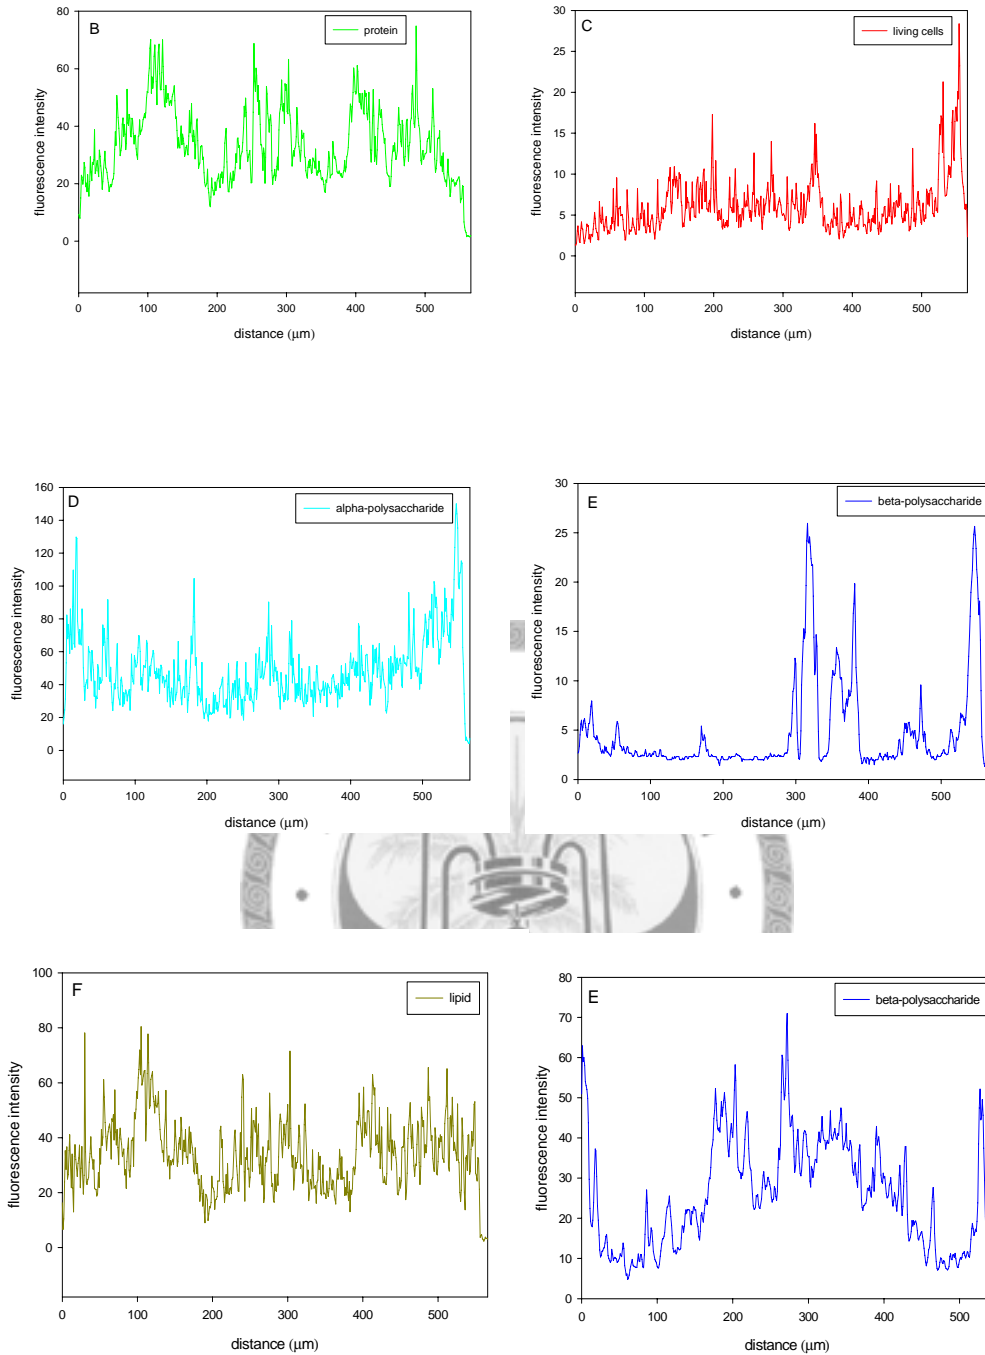 B
protein
80
60
40
20
0
fluorescence intensity
0 100 200 300 400 500
distance (μm)
C
living cells
30
25
20
15
10
5
0
fluorescence intensity
0 100 200 300 400 500
distance (μm)
D
alpha-polysaccharide
160
140
120
100
80
60
40
20
0
fluorescence intensity
0 100 200 300 400 500
distance (μm)
E
beta-polysaccharide
30
25
20
15
10
5
0
fluorescence intensity
0 100 200 300 400 500
distance (μm)
F
lipid
100
80
60
40
20
0
fluorescence intensity
0 100 200 300 400 500
distance (μm)
E
beta-polysaccharide
80
70
60
50
40
30
20
10
0
fluorescence intensity
0 100 200 300 400 500
distance (μm)